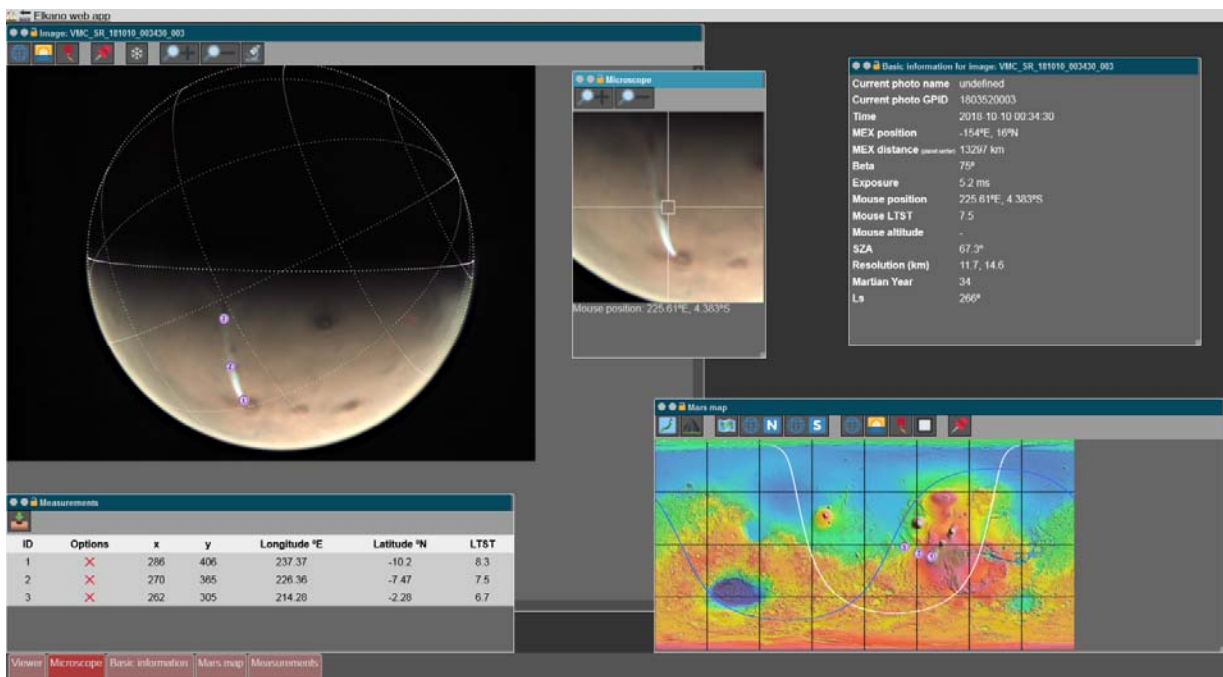 Elkano web app
Image: VMC_SR_181010_003430_003
Microscope
Mouse position: 225.61ºE, 4.383ºS
Basic information for image: VMC_SR_181010_003430_003
Current photo name undefined
Current photo GPID 1803520003
Time 2018-10-10 00:34:30
MEX position -154ºE, 16ºN
MEX distance (planet center) 13297 km
Beta 75º
Exposure 5.2 ms
Mouse position 225.61ºE, 4.383ºS
Mouse LTST 7.5
Mouse altitude -
SZA 67.3º
Resolution (km) 11.7, 14.6
Martian Year 34
Ls 266º
3
2
1
Mars map
N S
Measurements
ID Options x y Longitude ºE Latitude ºN LTST
1 286 406 237.37 -10.2 8.3
2 270 365 226.36 -7.47 7.5
3 262 305 214.28 -2.28 6.7
Viewer Microscope Basic information Mars map Measurements